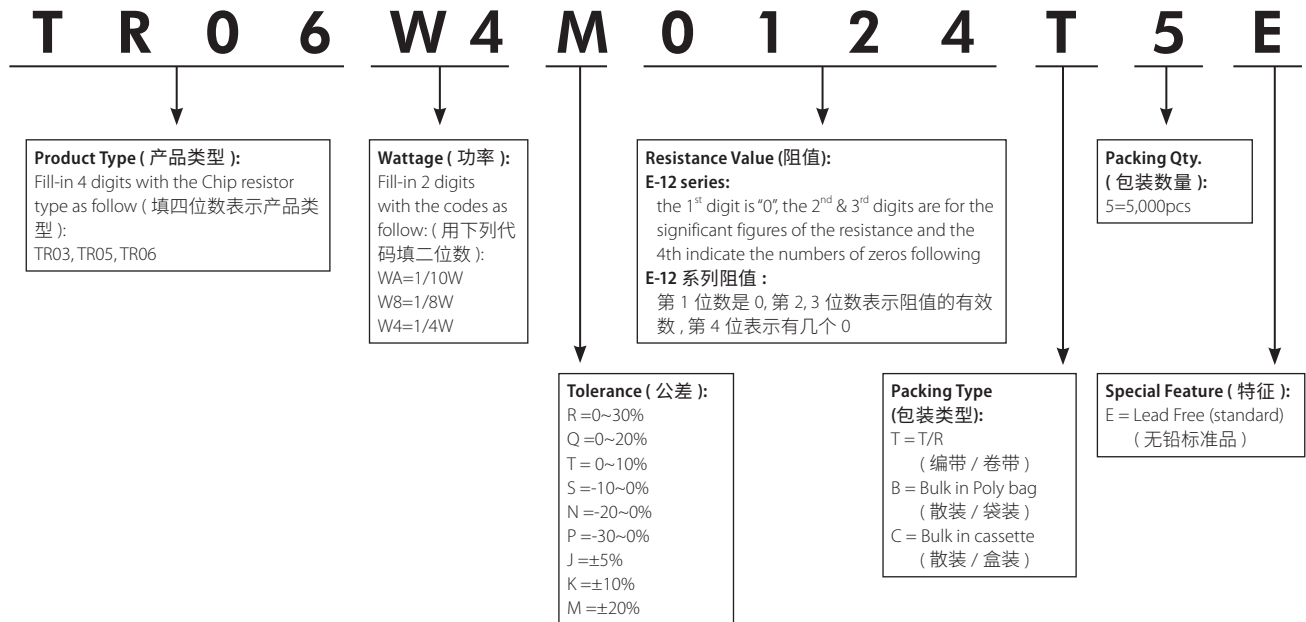 T R 0 6 W 4 M 0 1 2 4 T 5 E
Product Type ( 产品类型 ):
Fill-in 4 digits with the Chip resistor
type as follow ( 填四位数表示产品类
型 ):
TR03, TR05, TR06
Wattage ( 功率 ):
Fill-in 2 digits
with the codes as
follow: ( 用下列代
码填二位数 ):
WA=1/10W
W8=1/8W
W4=1/4W
Resistance Value (阻值):
E-12 series:
the 1st digit is “0”, the 2nd & 3rd digits are for the
significant figures of the resistance and the
4th indicate the numbers of zeros following
E-12 系列阻值 :
第 1 位数是 0, 第 2, 3 位数表示阻值的有效
数 , 第 4 位表示有几个 0
Packing Qty.
( 包装数量 ):
5=5,000pcs
Tolerance ( 公差 ):
R =0~30%
Q =0~20%
T = 0~10%
S =-10~0%
N =-20~0%
P =-30~0%
J =±5%
K =±10%
M =±20%
Packing Type
(包装类型):
T = T/R
( 编带 / 卷带 )
B = Bulk in Poly bag
( 散装 / 袋装 )
C = Bulk in cassette
( 散装 / 盒装 )
Special Feature ( 特征 ):
E = Lead Free (standard)
( 无铅标准品 )